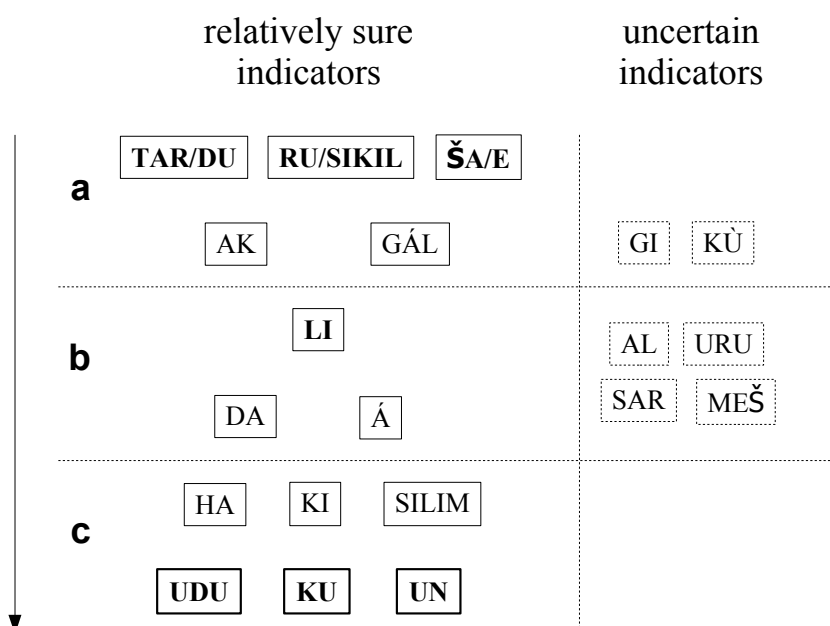 relatively sure indicators
uncertain indicators
a
TAR/DU RU/SIKIL ŠA/E
AK GÁL GI KÙ
b
LI
AL URU
DA Á SAR MEŠ
c
HA KI SILIM
UDU KU UN